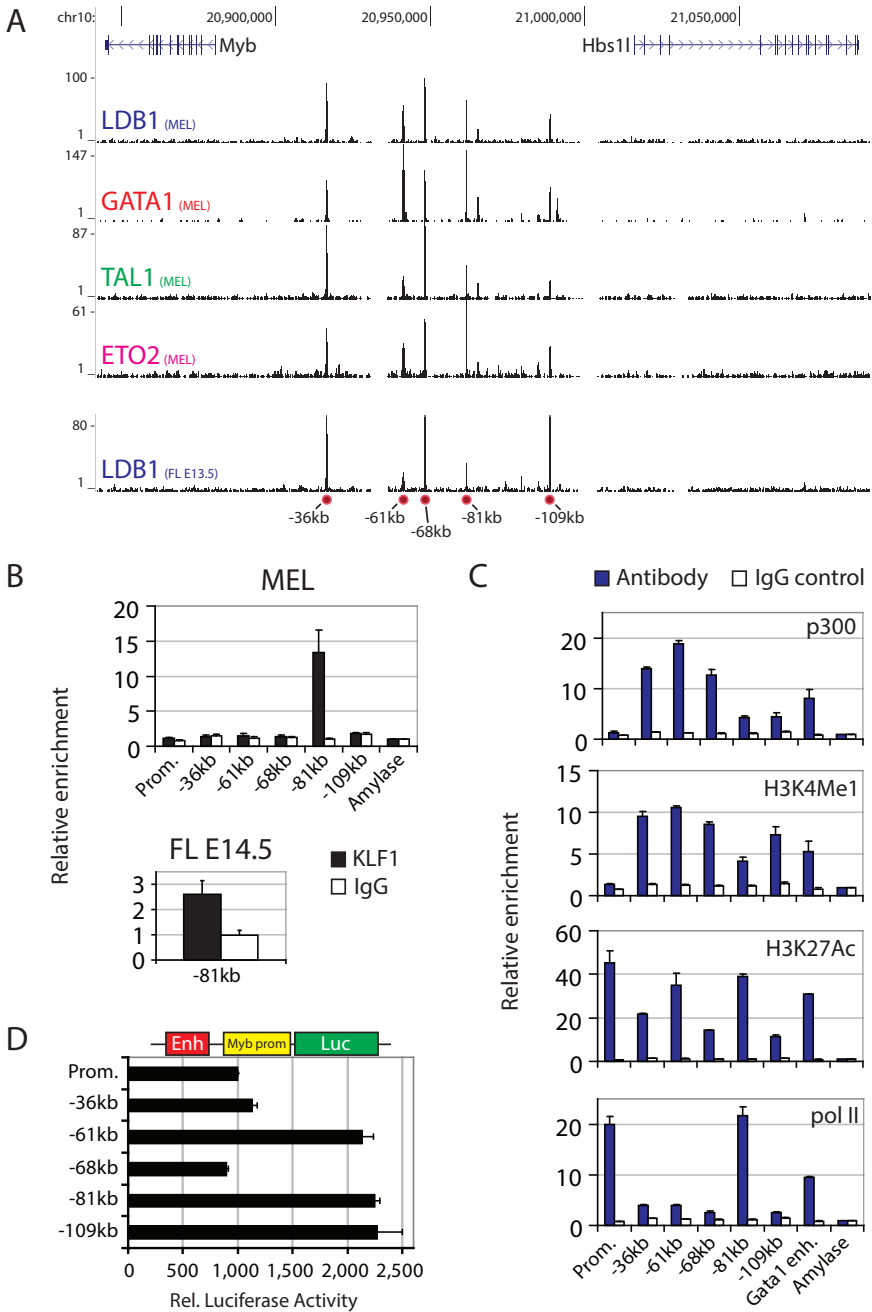 A
chr10:
20,900,000
20,950,000
21,000,000
21,050,000
Myb
Hbs1l
100 -
LDB1 (MEL)
1
147 -
GATA1 (MEL)
1
87 -
TAL1 (MEL)
1
61 -
ETO2 (MEL)
1
80 -
LDB1 (FL E13.5)
1
-36kb
-61kb
-68kb
-81kb
-109kb
B
MEL
Relative enrichment
20
15
10
5
0
Prom.
-36kb
-61kb
-68kb
-81kb
-109kb
Amylase
FL E14.5
3
2
1
0
-81kb
KLF1
IgG
C
Antibody
IgG control
Relative enrichment
p300
20
10
0
H3K4Me1
15
10
5
0
H3K27Ac
60
40
20
0
pol II
20
10
0
Prom.
-36kb
-61kb
-68kb
-81kb
-109kb
Gata1 enh.
Amylase
D
Enh
Myb prom
Luc
Prom.
-36kb
-61kb
-68kb
-81kb
-109kb
0
500
1,000
1,500
2,000
2,500
Rel. Luciferase Activity